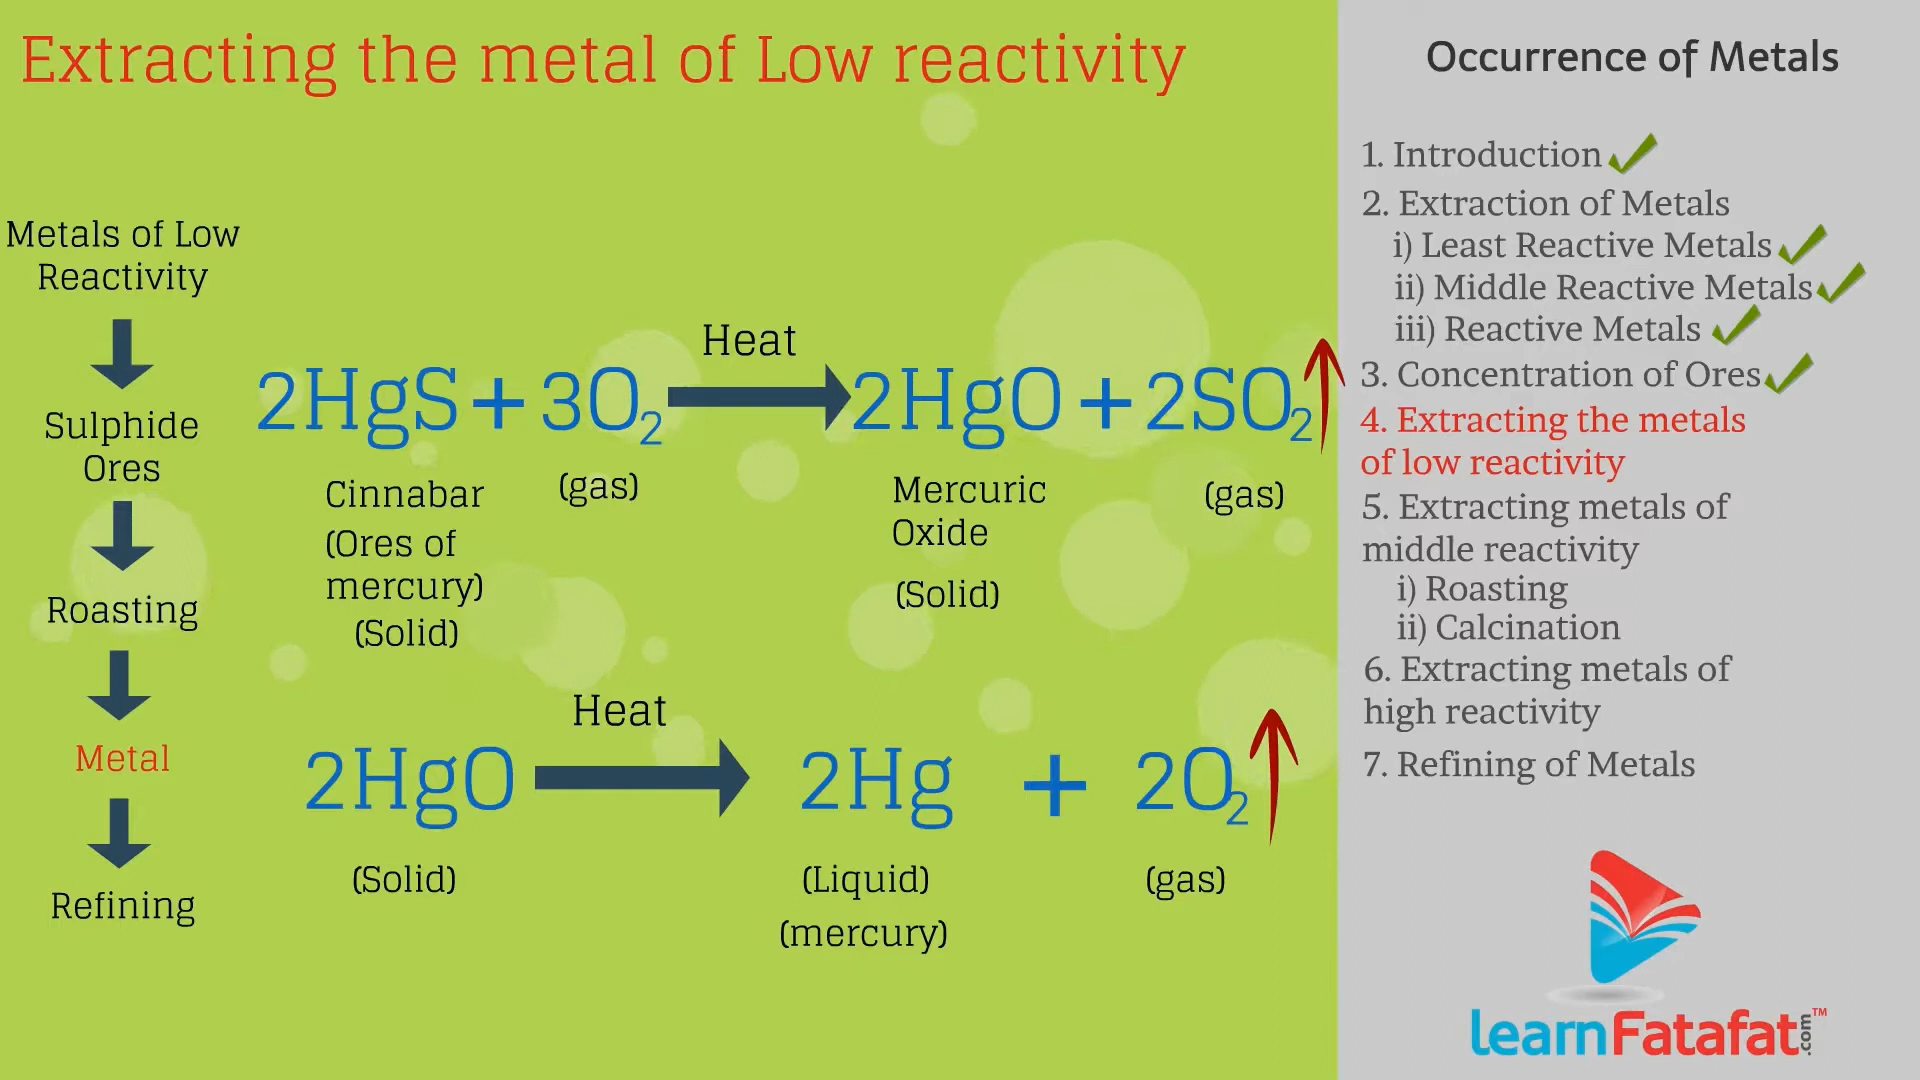 Extracting the metal of Low reactivity
Metals of Low
Reactivity
Sulphide
Ores
Roasting
Metal
Refining
Heat
2HgS + 3O₂ 2HgO + 2SO₂
Cinnabar
(Ores of
mercury)
(Solid)
(gas)
Mercuric
Oxide
(Solid)
(gas)
Heat
2HgO 2Hg + 2O₂
(Solid)
(Liquid)
(mercury)
(gas)
Occurrence of Metals
1. Introduction
2. Extraction of Metals
i) Least Reactive Metals
ii) Middle Reactive Metals
iii) Reactive Metals
3. Concentration of Ores
4. Extracting the metals
of low reactivity
5. Extracting metals of
middle reactivity
i) Roasting
ii) Calcination
6. Extracting metals of
high reactivity
7. Refining of Metals
learnFatafat.com™